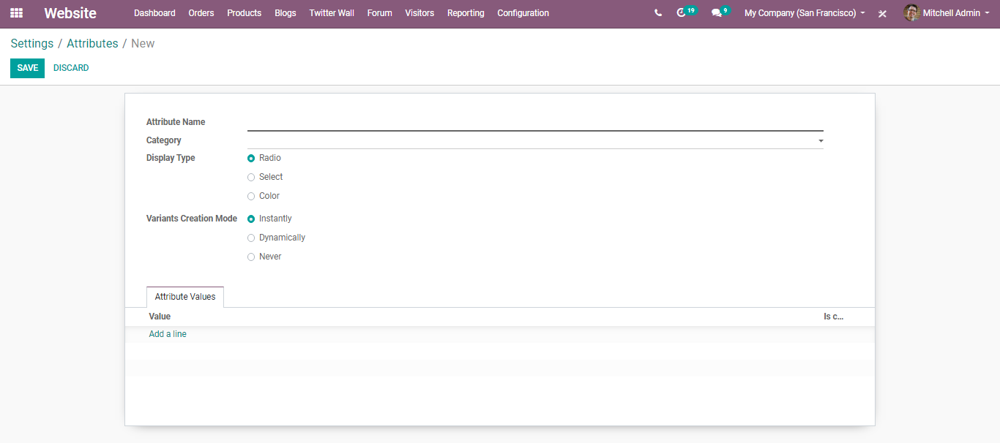 Website Dashboard Orders Products Blogs Twitter Wall Forum Visitors Reporting Configuration 19 9 My Company (San Francisco) Mitchell Admin
Settings / Attributes / New
SAVE DISCARD
Attribute Name
Category
Display Type Radio
Select
Color
Variants Creation Mode Instantly
Dynamically
Never
Attribute Values
Value Is c...
Add a line